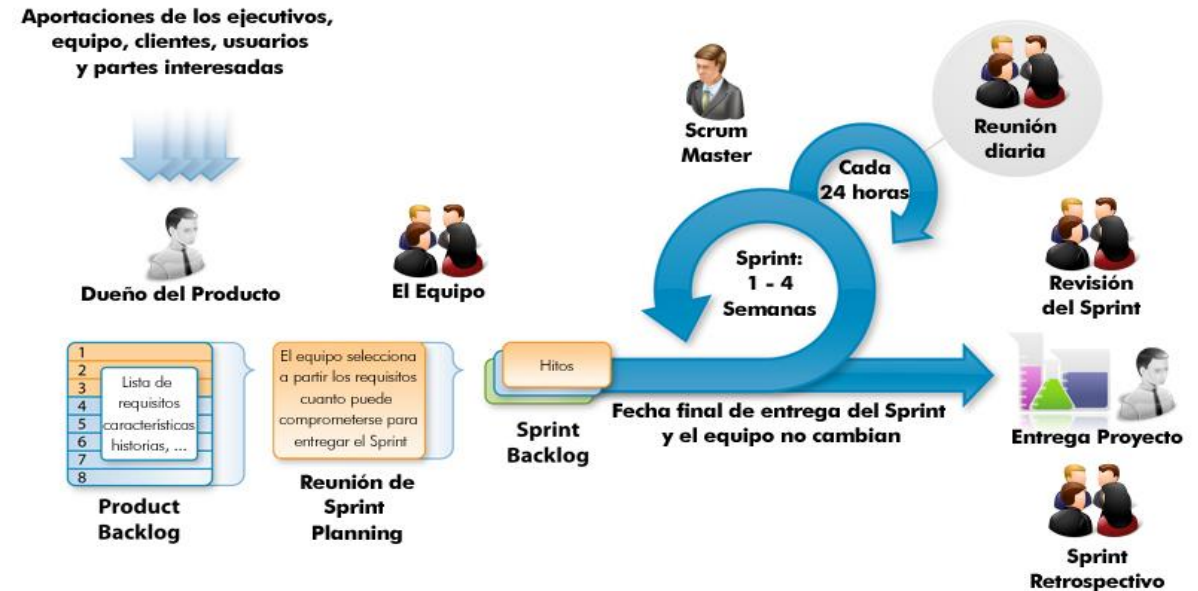 Aportaciones de los ejecutivos,
equipo, clientes, usuarios
y partes interesadas
Dueño del Producto
El Equipo
Scrum
Master
Cada
24 horas
Reunión
diaria
Sprint:
1 - 4
Semanas
Revisión
del Sprint
1
2
3
4
5
6
7
8
Lista de
requisitos
características
historias, ...
Product
Backlog
El equipo selecciona
a partir los requisitos
cuanto puede
comprometerse para
entregar el Sprint
Reunión de
Sprint
Planning
Hitos
Sprint
Backlog
Fecha final de entrega del Sprint
y el equipo no cambian
Entrega Proyecto
Sprint
Retrospectivo